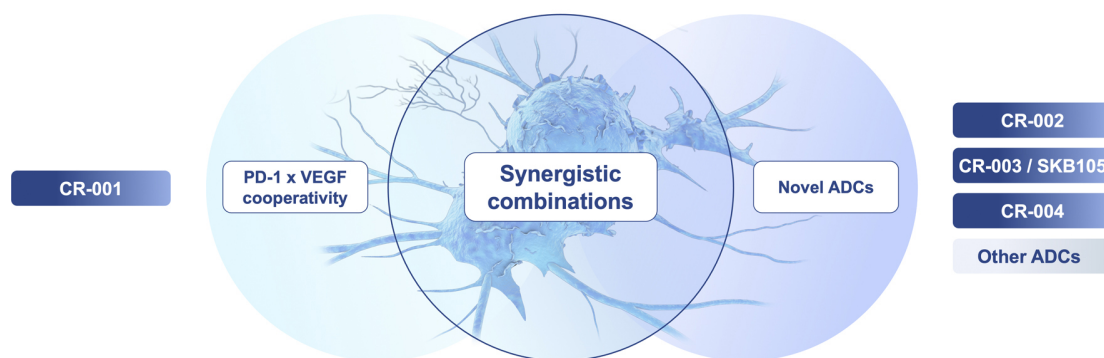 CR-001
PD-1 x VEGF
cooperativity
Synergistic
combinations
Novel ADCs
CR-002
CR-003 / SKB105
CR-004
Other ADCs